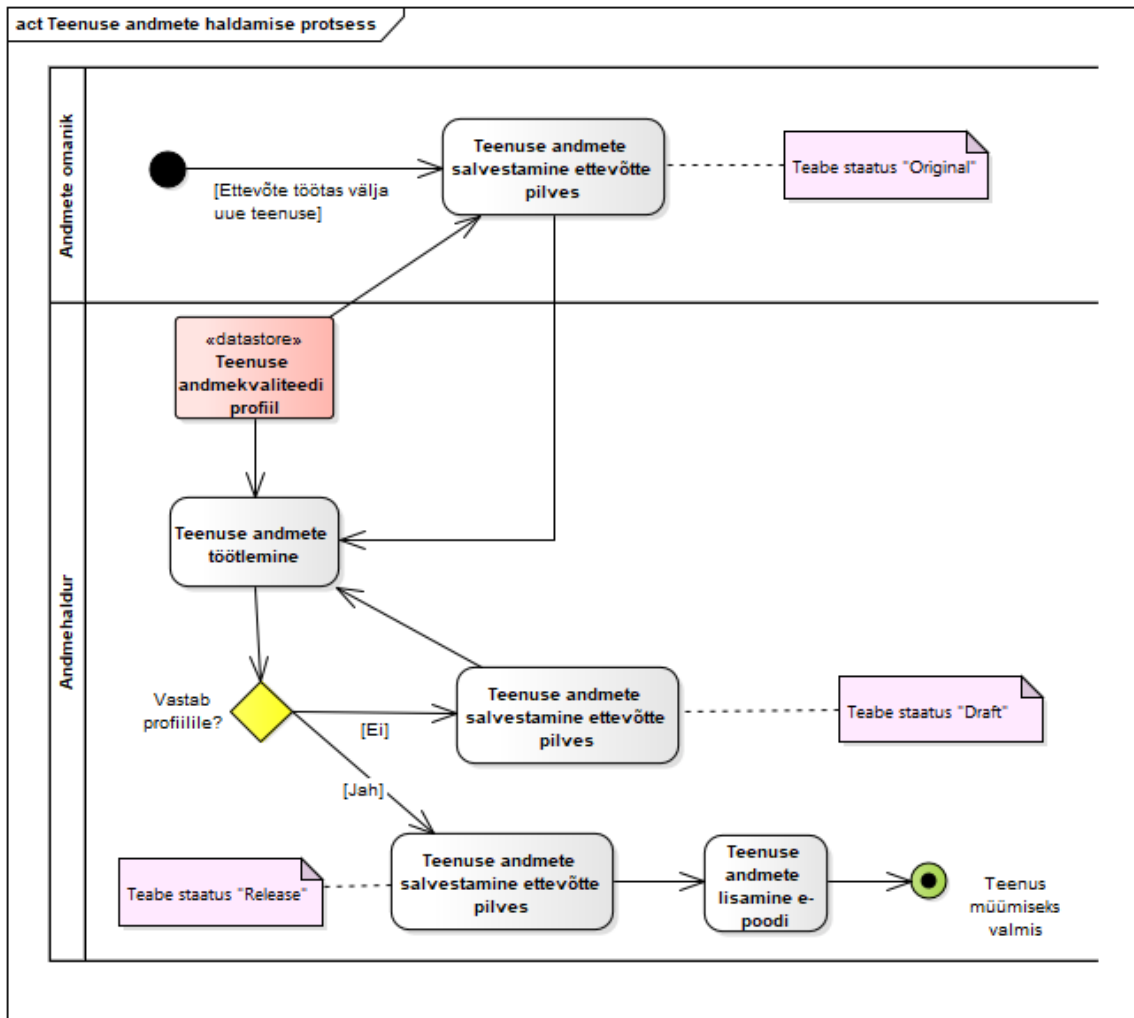 act Teenuse andmete haldamise protsess
Andmete omanik
Teenuse andmete
salvestamine ettevõtte
pilves
Teabe staatus "Original"
[Ettevõte töötas välja
uue teenuse]
Andmehaldur
«datastore»
Teenuse
andmekvaliteedi
profiil
Teenuse andmete
töötlemine
Vastab
profiilile?
[Ei]
Teenuse andmete
salvestamine ettevõtte
pilves
Teabe staatus "Draft"
[Jah]
Teabe staatus "Release"
Teenuse andmete
salvestamine ettevõtte
pilves
Teenuse
andmete
lisamine e-
poodi
Teenus
müümiseks
valmis